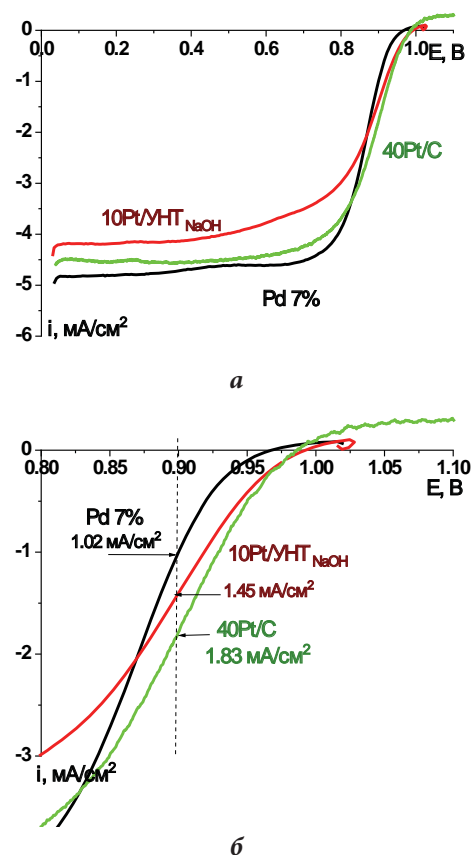 0
0.0 0.2 0.4 0.6 0.8 1.0
E, В
-1
-2
40Pt/C
-3
10Pt/УНТNaOH
-4
-5
Pd 7%
i, мА/см2
-6
а
0
0.80 0.85 0.90 0.95 1.00 1.05 1.10
E, В
Pd 7%
1.02 мА/см2
-1
10Pt/УНТNaOH
1.45 мА/см2
40Pt/C
1.83 мА/см2
-2
-3
i, мА/см2
б